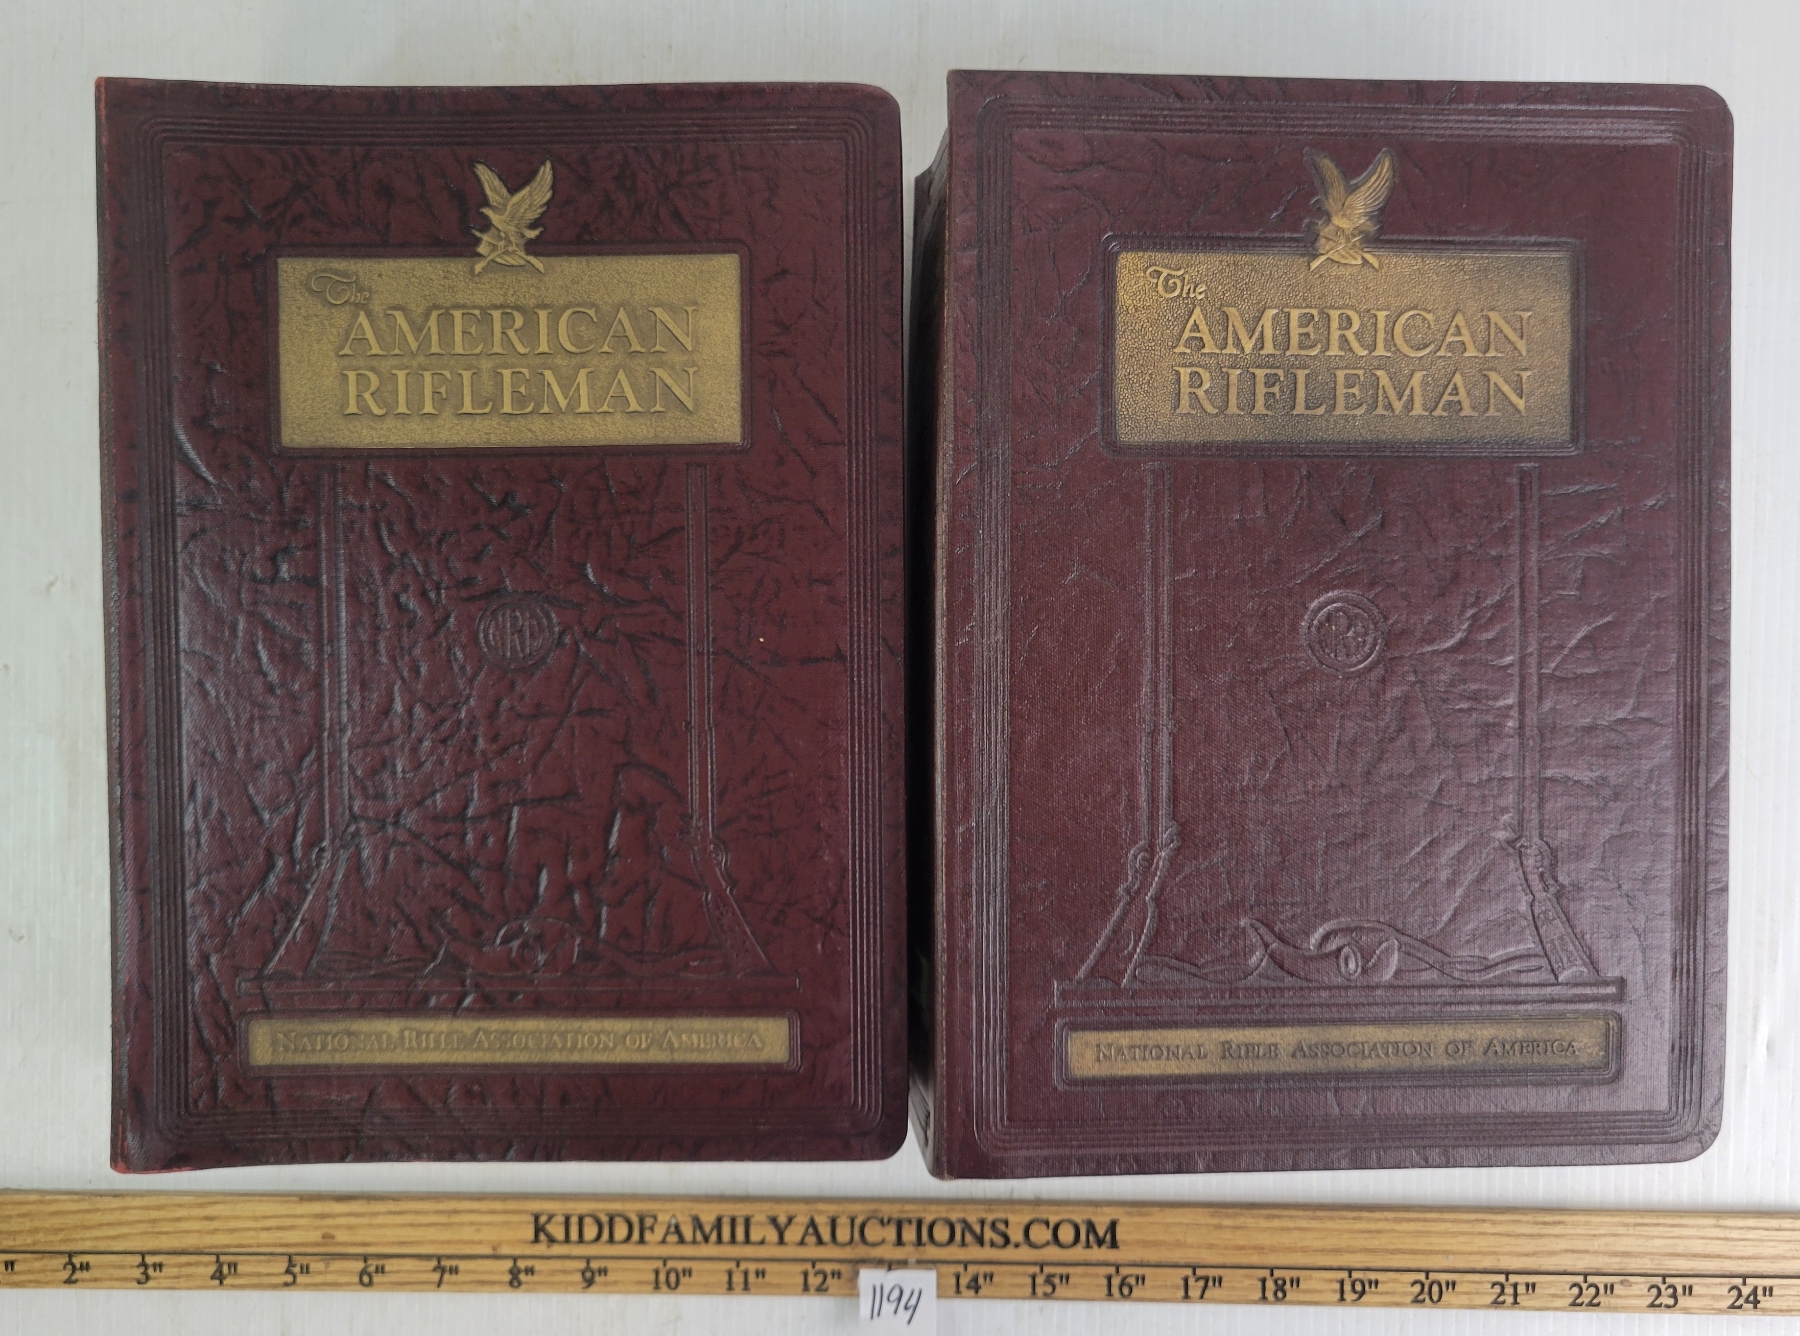 The
AMERICAN
RIFLEMAN
NRA
NATIONAL RIFLE ASSOCIATION OF AMERICA
The
AMERICAN
RIFLEMAN
NRA
NATIONAL RIFLE ASSOCIATION OF AMERICA
KIDDFAMILYAUCTIONS.COM
" 2" 3" 4" 5" 6" 7" 8" 9" 10" 11" 12" 14" 15" 16" 17" 18" 19" 20" 21" 22" 23" 24"
1194